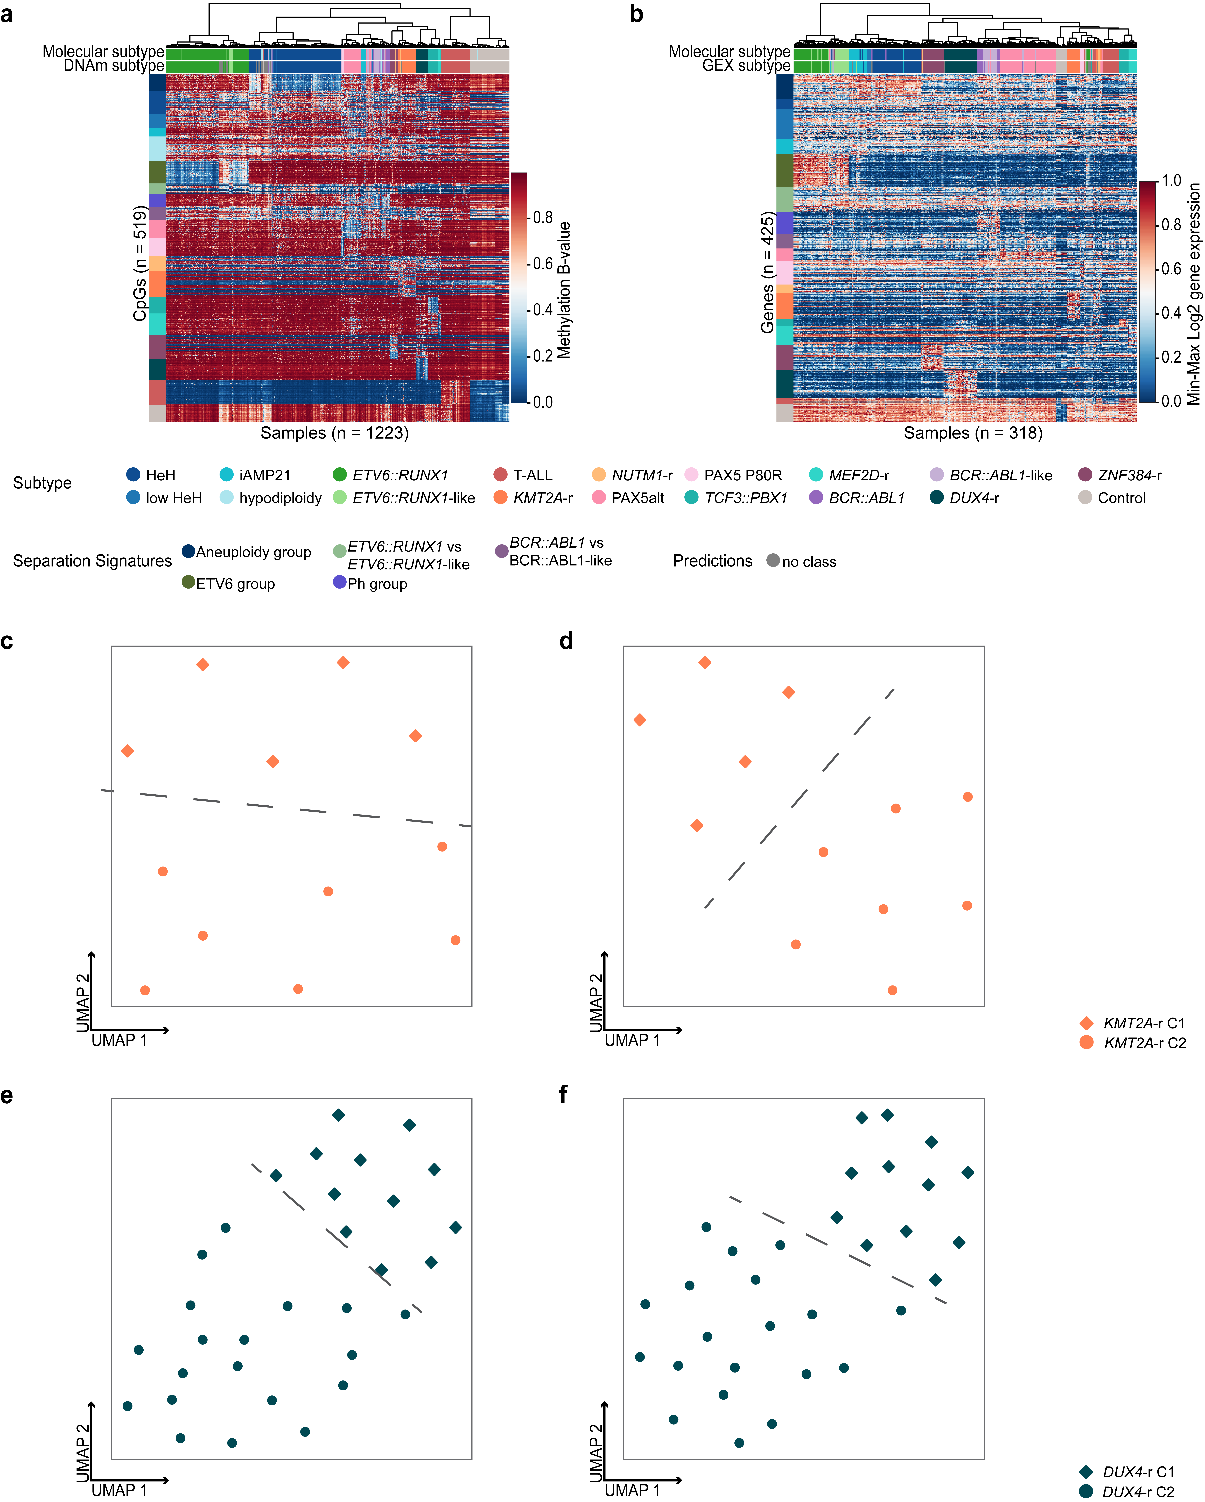 a
b
Molecular subtype
DNAm subtype
Molecular subtype
GEX subtype
CpGs (n = 519)
0.8
0.6
0.4
0.2
0.0
Methylation B-value
Samples (n = 1223)
Genes (n = 425)
1.0
0.8
0.6
0.4
0.2
0.0
Min-Max Log2 gene expression
Samples (n = 318)
Subtype
HeH
iAMP21
ETV6::RUNX1
T-ALL
NUTM1-r
PAX5 P80R
MEF2D-r
BCR::ABL1-like
ZNF384-r
low HeH
hypodiploidy
ETV6::RUNX1-like
KMT2A-r
PAX5alt
TCF3::PBX1
BCR::ABL1
DUX4-r
Control
Separation Signatures
Aneuploidy group
ETV6::RUNX1 vs
ETV6::RUNX1-like
BCR::ABL1 vs
BCR::ABL1-like
ETV6 group
Ph group
Predictions
no class
c
UMAP 2
UMAP 1
d
UMAP 2
UMAP 1
KMT2A-r C1
KMT2A-r C2
e
UMAP 2
UMAP 1
f
UMAP 2
UMAP 1
DUX4-r C1
DUX4-r C2